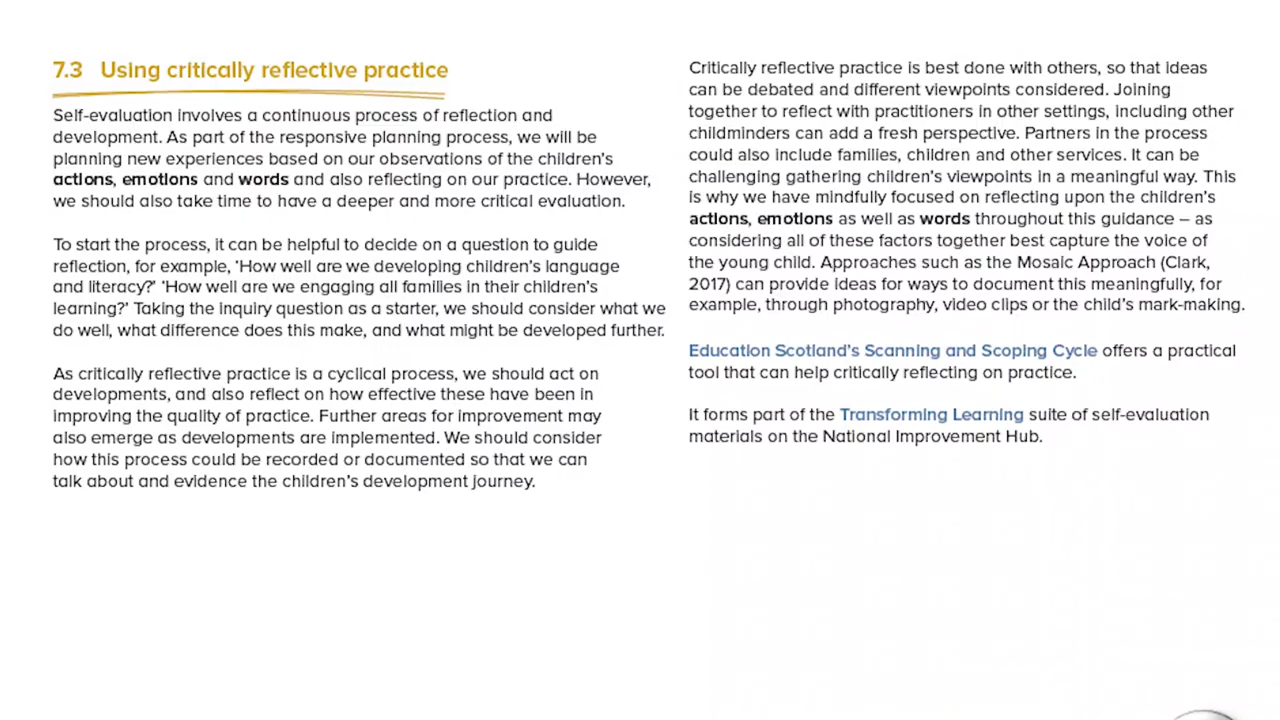 7.3 Using critically reflective practice
Self-evaluation involves a continuous process of reflection and
development. As part of the responsive planning process, we will be
planning new experiences based on our observations of the children's
actions, emotions and words and also reflecting on our practice. However,
we should also take time to have a deeper and more critical evaluation.
To start the process, it can be helpful to decide on a question to guide
reflection, for example, 'How well are we developing children's language
and literacy?' 'How well are we engaging all families in their children's
learning?' Taking the inquiry question as a starter, we should consider what we
do well, what difference does this make, and what might be developed further.
As critically reflective practice is a cyclical process, we should act on
developments, and also reflect on how effective these have been in
improving the quality of practice. Further areas for improvement may
also emerge as developments are implemented. We should consider
how this process could be recorded or documented so that we can
talk about and evidence the children's development journey.
Critically reflective practice is best done with others, so that ideas
can be debated and different viewpoints considered. Joining
together to reflect with practitioners in other settings, including other
childminders can add a fresh perspective. Partners in the process
could also include families, children and other services. It can be
challenging gathering children's viewpoints in a meaningful way. This
is why we have mindfully focused on reflecting upon the children's
actions, emotions as well as words throughout this guidance – as
considering all of these factors together best capture the voice of
the young child. Approaches such as the Mosaic Approach (Clark,
2017) can provide ideas for ways to document this meaningfully, for
example, through photography, video clips or the child's mark-making.
Education Scotland's Scanning and Scoping Cycle offers a practical
tool that can help critically reflecting on practice.
It forms part of the Transforming Learning suite of self-evaluation
materials on the National Improvement Hub.